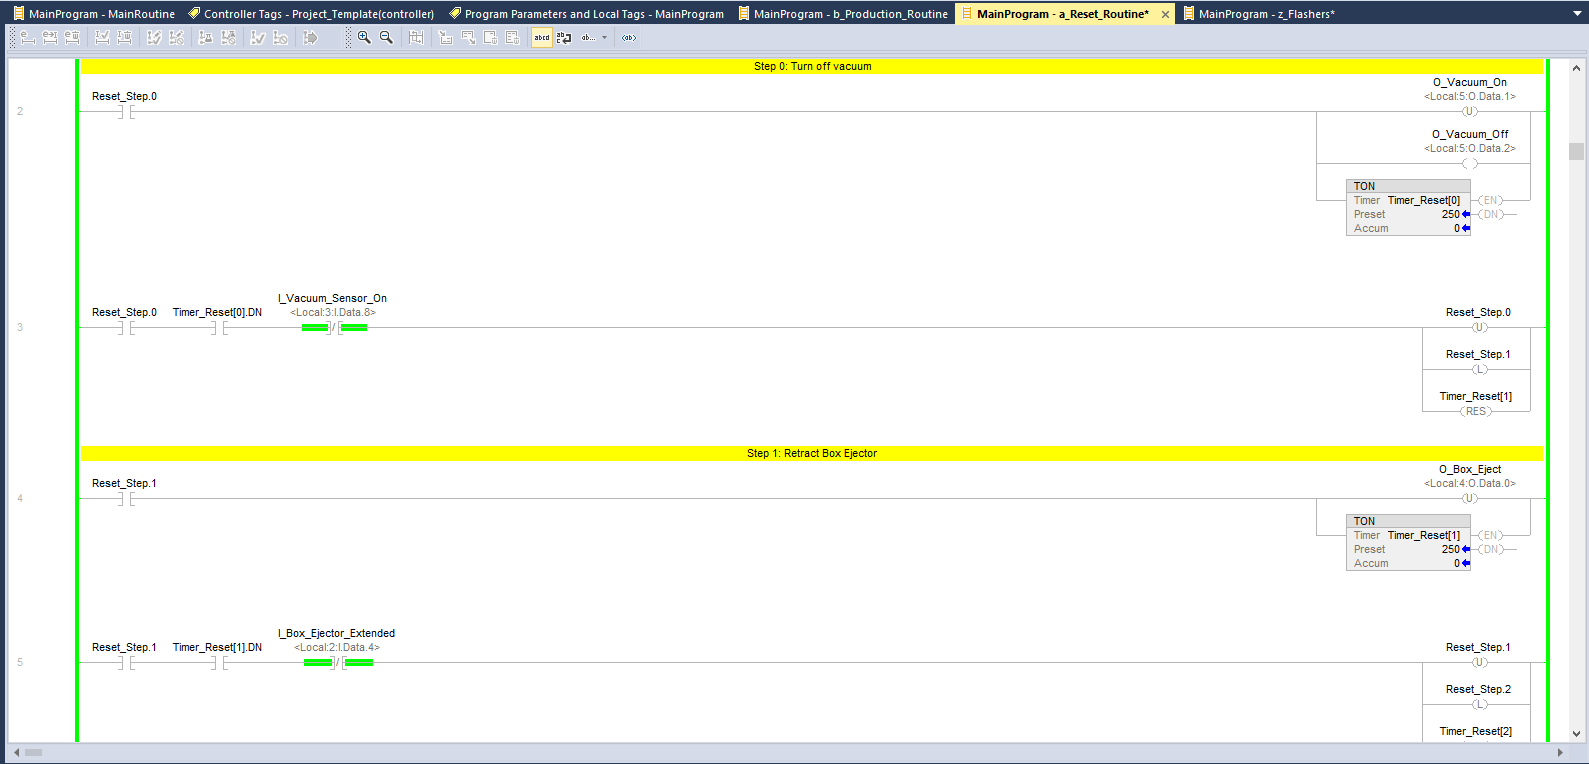 MainProgram - MainRoutine
Controller Tags - Project_Template(controller)
Program Parameters and Local Tags - MainProgram
MainProgram - b_Production_Routine
MainProgram - a_Reset_Routine*
MainProgram - z_Flashers*
abcd
ab
cd
ab...
<ab>
Step 0: Turn off vacuum
2
Reset_Step.0
O_Vacuum_On
<Local:5:O.Data.1>
U
O_Vacuum_Off
<Local:5:O.Data.2>
TON
Timer Timer_Reset[0] EN
Preset 250 DN
Accum 0
3
Reset_Step.0
Timer_Reset[0].DN
I_Vacuum_Sensor_On
<Local:3:I.Data.8>
/
Reset_Step.0
U
Reset_Step.1
L
Timer_Reset[1]
RES
Step 1: Retract Box Ejector
4
Reset_Step.1
O_Box_Eject
<Local:4:O.Data.0>
U
TON
Timer Timer_Reset[1] EN
Preset 250 DN
Accum 0
5
Reset_Step.1
Timer_Reset[1].DN
I_Box_Ejector_Extended
<Local:2:I.Data.4>
/
Reset_Step.1
U
Reset_Step.2
L
Timer_Reset[2]